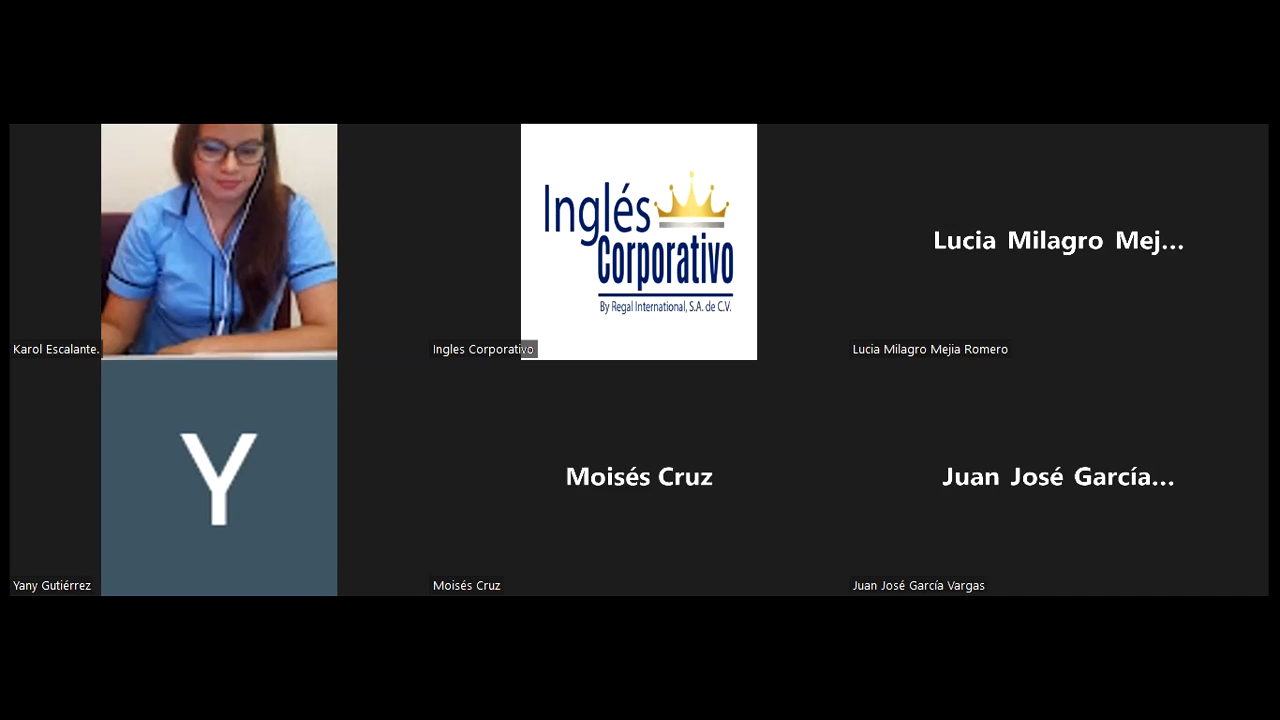 Karol Escalante.
Inglés
Corporativo
By Regal International, S.A. de C.V.
Ingles Corporativo
Lucia Milagro Mej...
Lucia Milagro Mejia Romero
Y
Yany Gutiérrez
Moisés Cruz
Moisés Cruz
Juan José García...
Juan José García Vargas